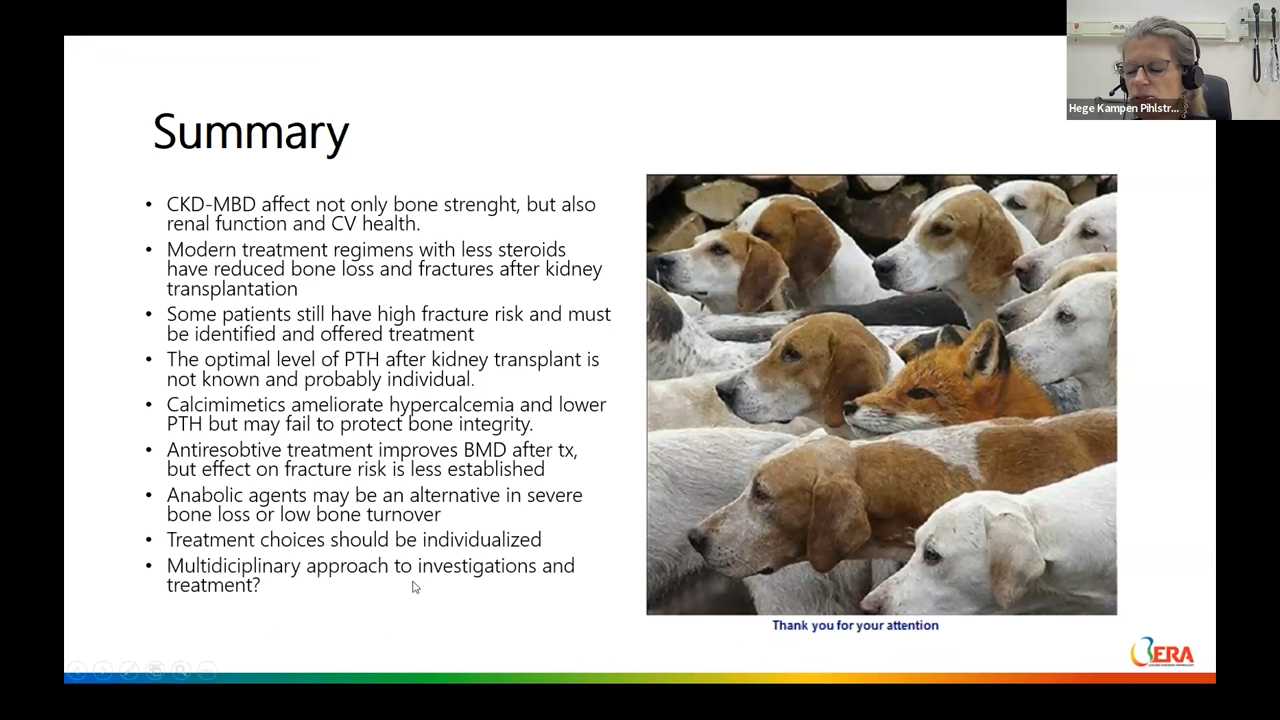 Hege Kampen Pihlstr...
Summary
• CKD-MBD affect not only bone strenght, but also
renal function and CV health.
• Modern treatment regimens with less steroids
have reduced bone loss and fractures after kidney
transplantation
• Some patients still have high fracture risk and must
be identified and offered treatment
• The optimal level of PTH after kidney transplant is
not known and probably individual.
• Calcimimetics ameliorate hypercalcemia and lower
PTH but may fail to protect bone integrity.
• Antiresobtive treatment improves BMD after tx,
but effect on fracture risk is less established
• Anabolic agents may be an alternative in severe
bone loss or low bone turnover
• Treatment choices should be individualized
• Multidiciplinary approach to investigations and
treatment?
Thank you for your attention
ERA